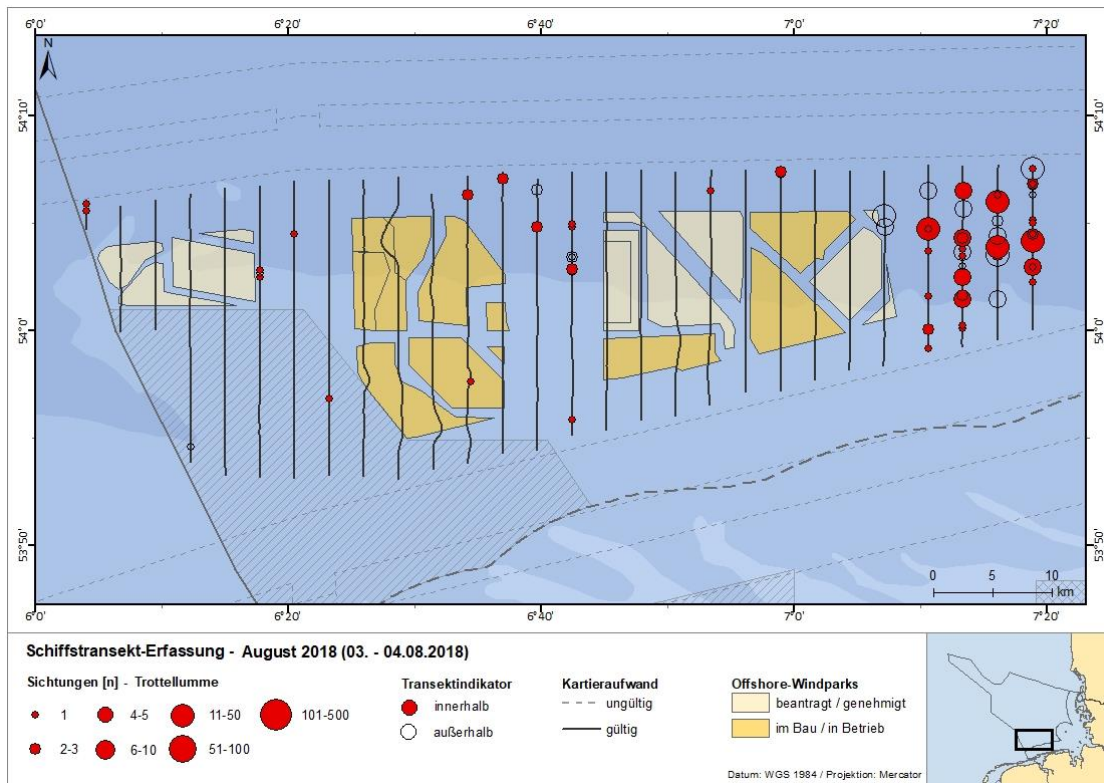 6°0' 6°20' 6°40' 7°0' 7°20'
N
54°10' 54°10'
54°0' 54°0'
53°50' 53°50'
0 5 10
km
6°0' 6°20' 6°40' 7°0' 7°20'
Schiffstransekt-Erfassung - August 2018 (03. - 04.08.2018)
Sichtungen [n] - Trottellumme
1 4-5 11-50 101-500
2-3 6-10 51-100
Transektindikator
innerhalb
außerhalb
Kartieraufwand
ungültig
gültig
Offshore-Windparks
beantragt / genehmigt
im Bau / in Betrieb
Datum: WGS 1984 / Projektion: Mercator